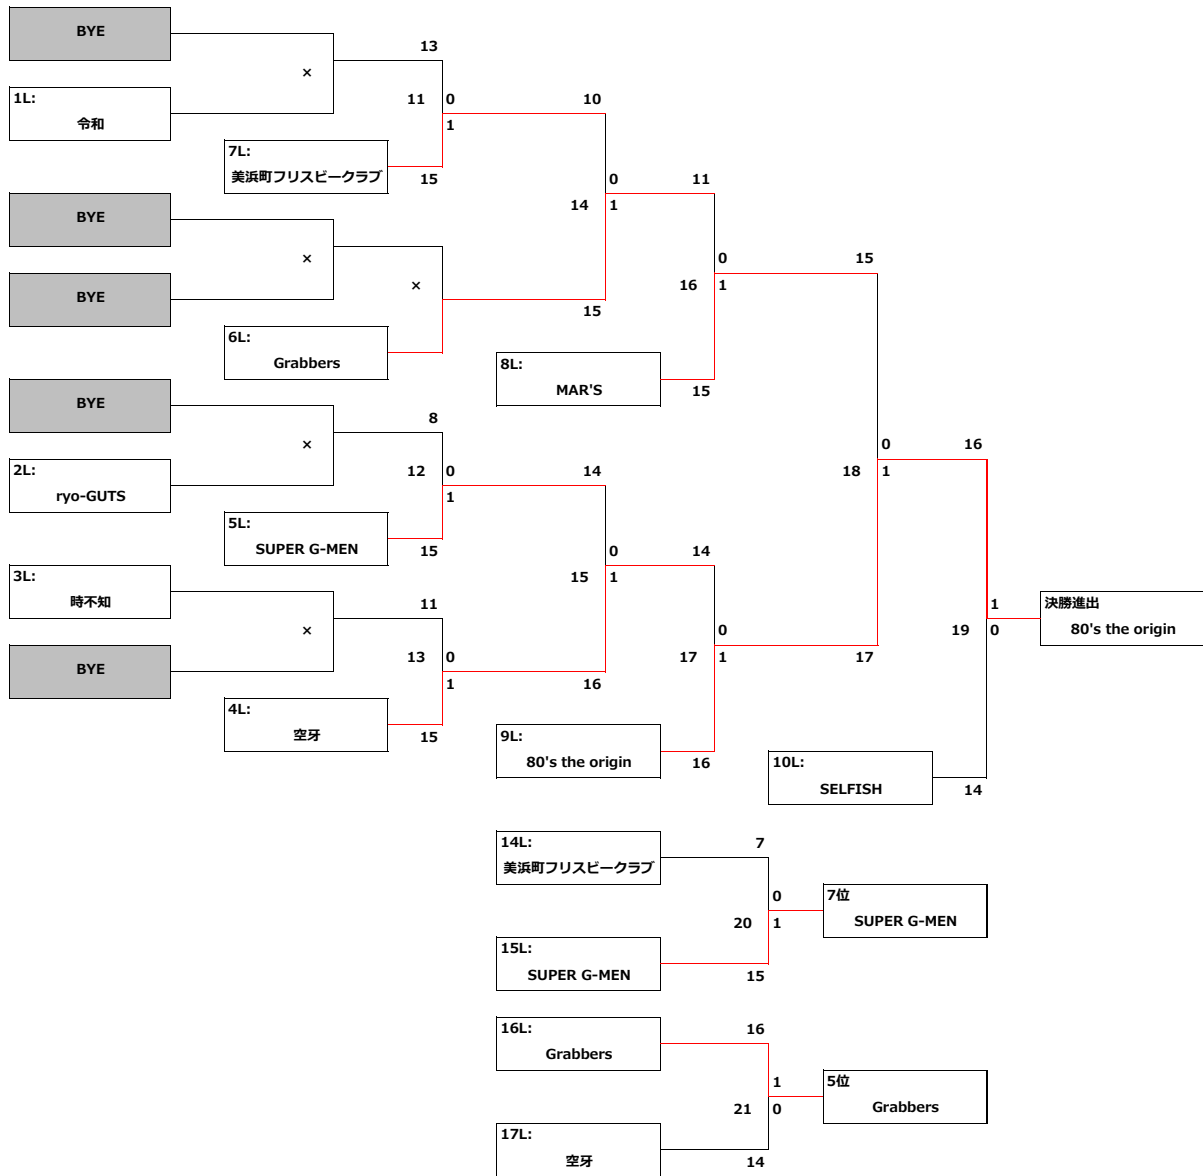 BYE
13
×
1L:
令和
11 0 10
1
7L:
美浜町フリスビークラブ
15
0 11
14 1
BYE
×
0 15
×
16 1
BYE
15
6L:
Grabbers
8L:
MAR'S
15
BYE
8
×
0 16
2L:
ryo-GUTS
12 0 14
18 1
1
5L:
SUPER G-MEN
15
0 14
15 1
3L:
時不知
11
1
決勝進出
×
0
19 0
80's the origin
13 0
17 1 17
BYE
1 16
4L:
空牙
15
9L:
80's the origin
16
10L:
SELFISH
14
14L:
美浜町フリスビークラブ
7
0
7位
20 1
SUPER G-MEN
15L:
SUPER G-MEN
15
16L:
Grabbers
16
1
5位
21 0
Grabbers
17L:
空牙
14